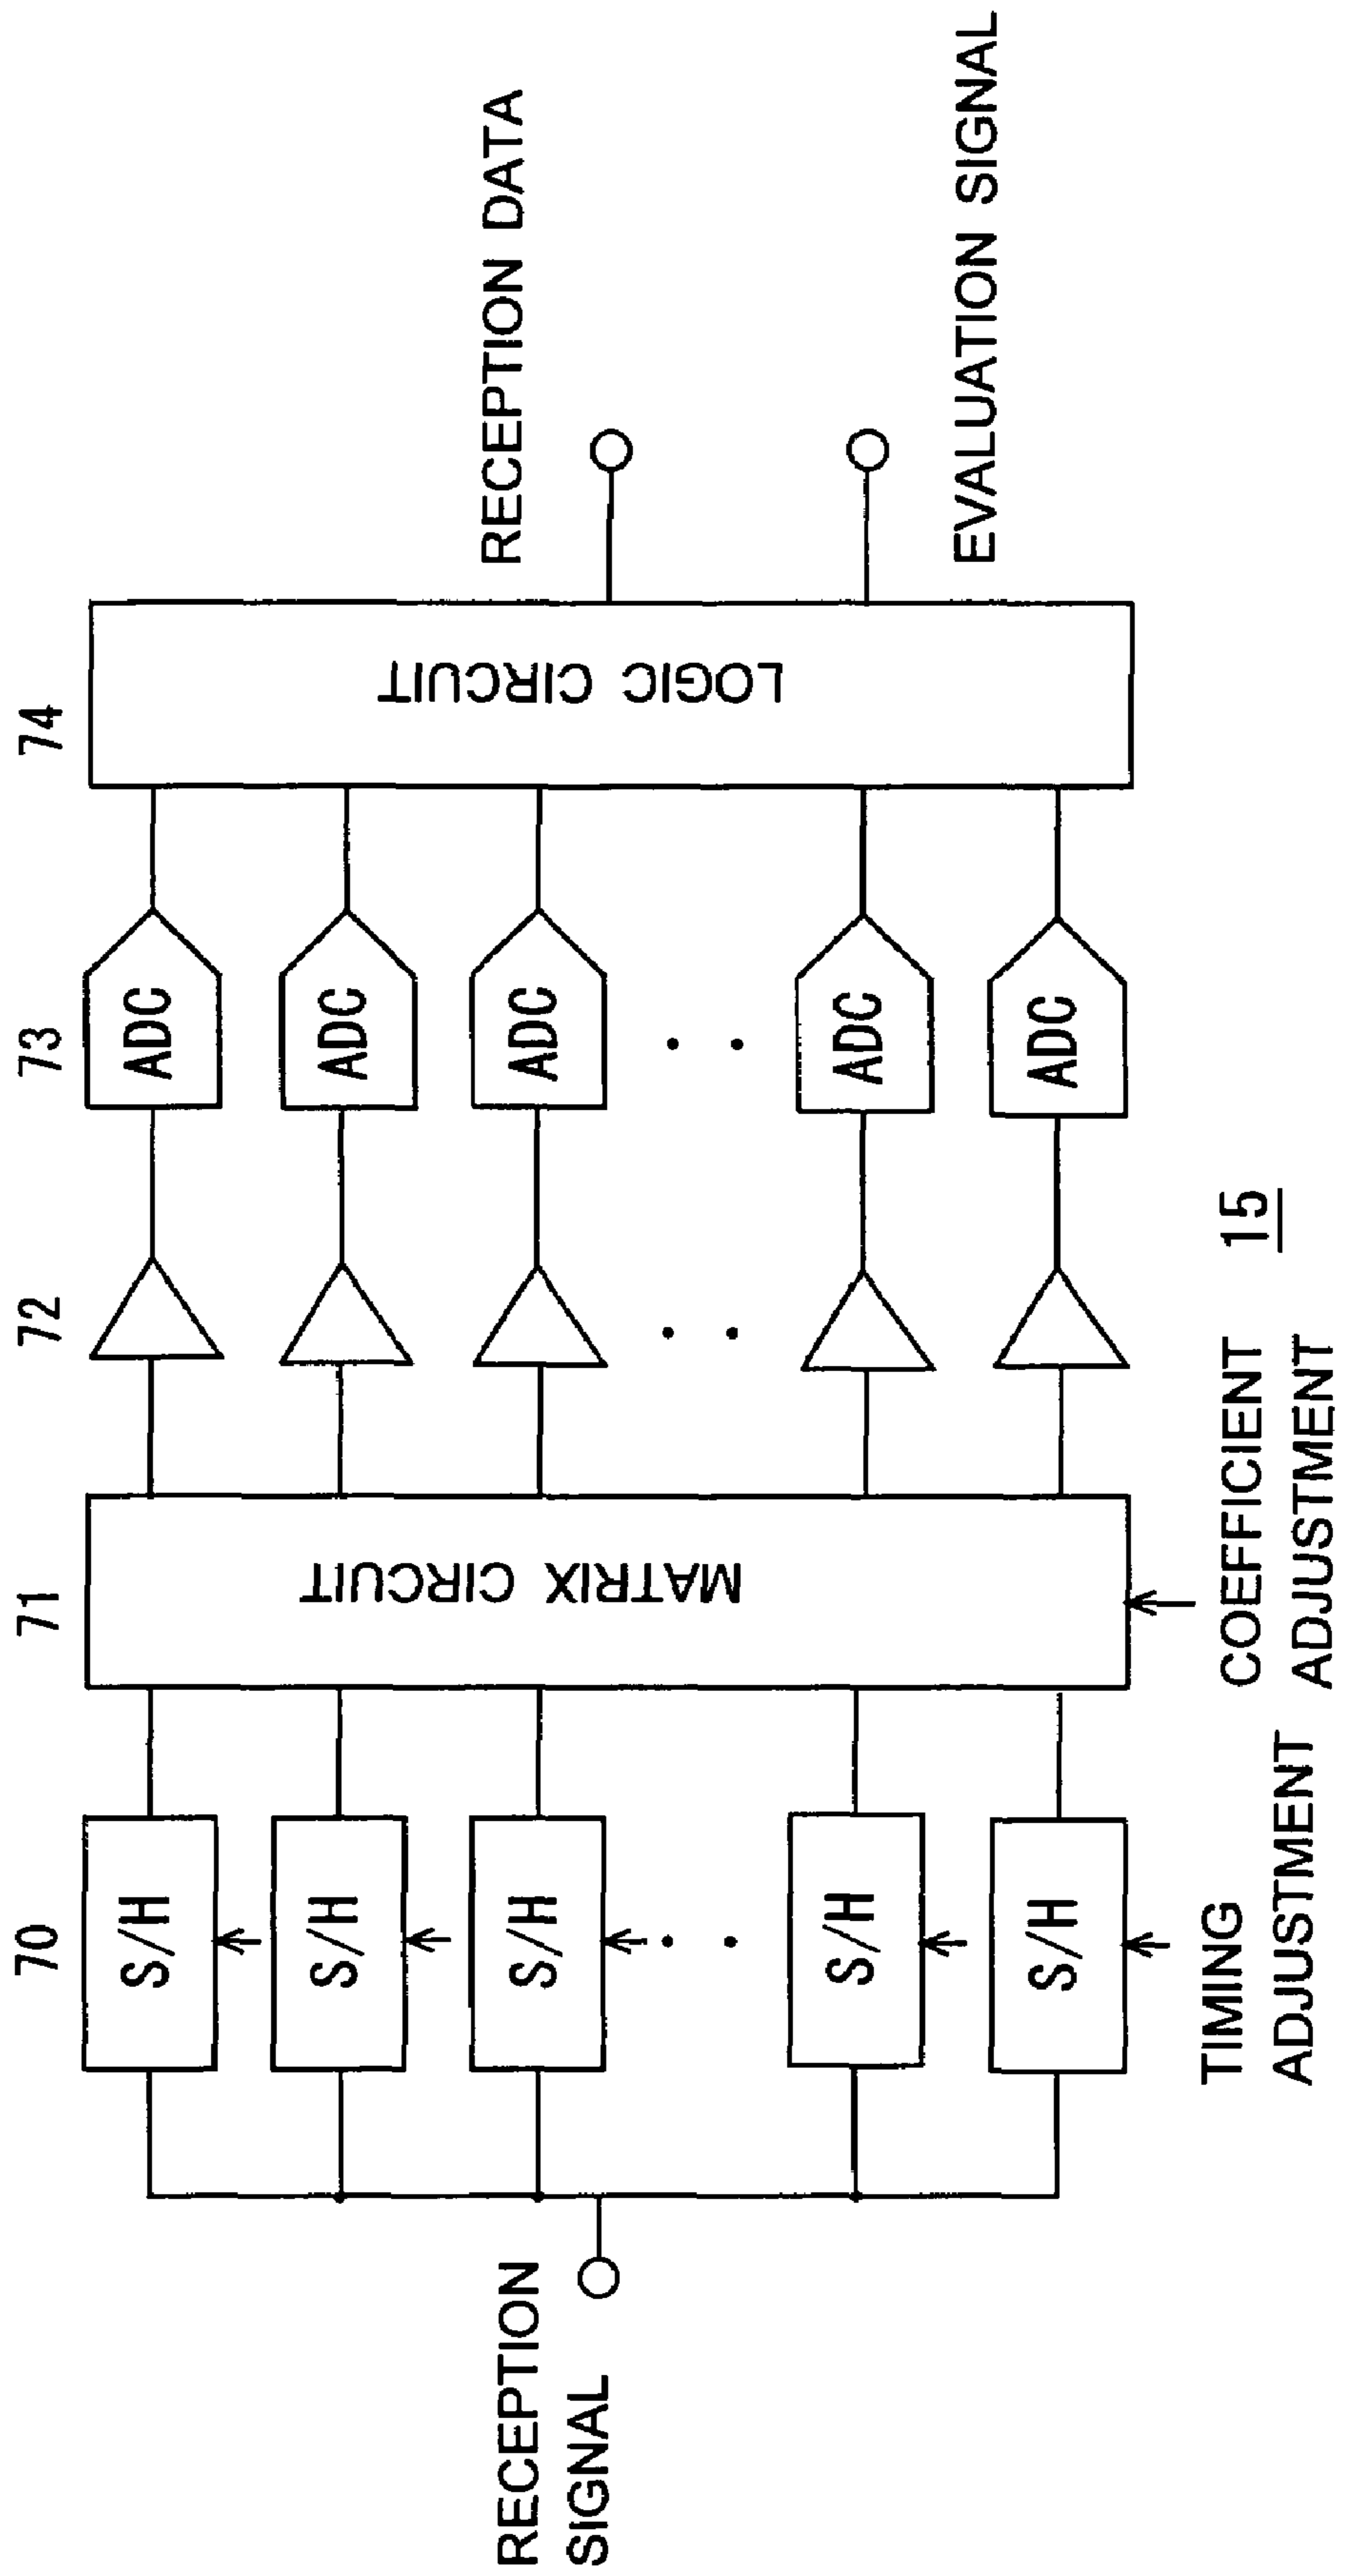 70
71
72
73
74
RECEPTION
SIGNAL
S/H
S/H
S/H
S/H
S/H
MATRIX CIRCUIT
ADC
ADC
ADC
ADC
ADC
LOGIC CIRCUIT
RECEPTION DATA
EVALUATION SIGNAL
TIMING
ADJUSTMENT
COEFFICIENT
ADJUSTMENT
15